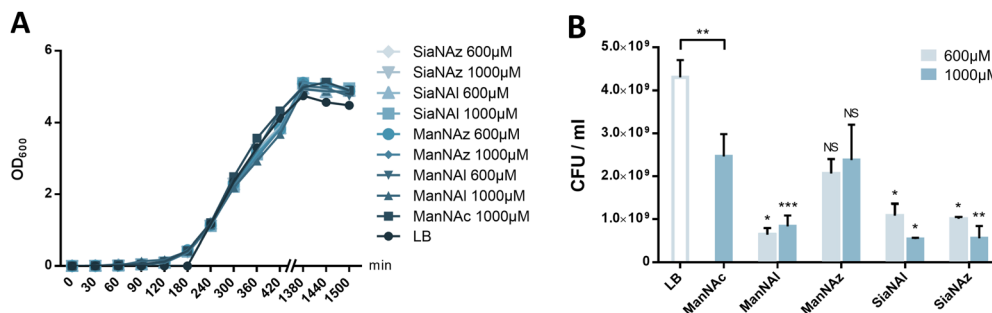 A
OD600
6
4
2
0
0
30
60
90
120
180
240
300
360
420
1380
1440
1500
min
SiaNAz 600µM
SiaNAz 1000µM
SiaNAl 600µM
SiaNAl 1000µM
ManNAz 600µM
ManNAz 1000µM
ManNAl 600µM
ManNAl 1000µM
ManNAc 1000µM
LB
B
CFU / ml
5.0×10⁹
4.0×10⁹
3.0×10⁹
2.0×10⁹
1.0×10⁹
0
**
*
***
NS
NS
*
*
*
**
600µM
1000µM
LB
ManNAc
ManNAl
ManNAz
SiaNAl
SiaNAz